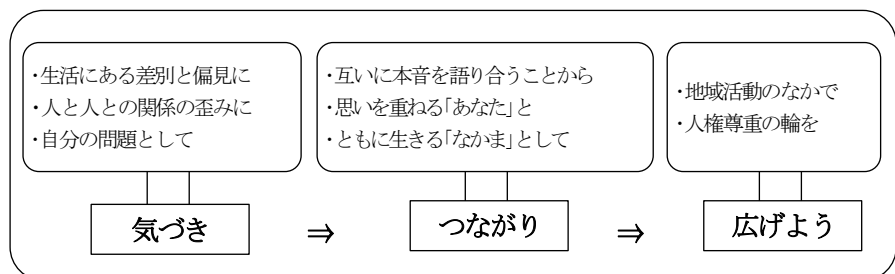 ・生活にある差別と偏見に
・人と人との関係の歪みに
・自分の問題として
・互いに本音を語り合うことから
・思いを重ねる「あなた」と
・ともに生きる「なかま」として
・地域活動のなかで
・人権尊重の輪を
気づき ⇒ つながり ⇒ 広げよう